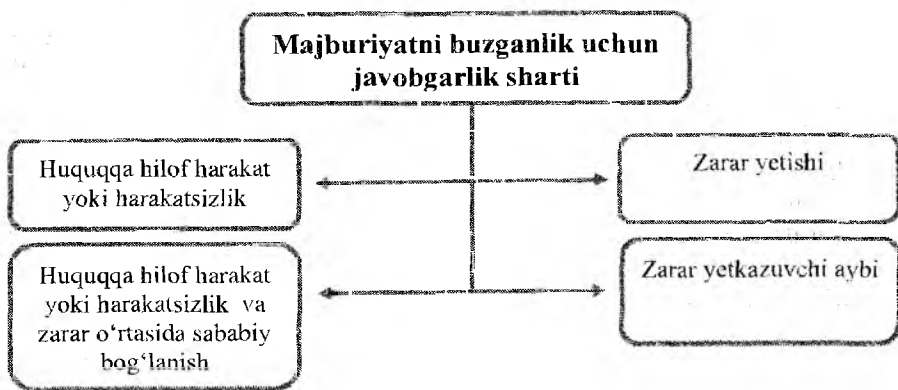 Majburiyatni buzganlik uchun
javobgarlik sharti
Huquqqa hilof harakat
yoki harakatsizlik
Zarar yetishi
Huquqqa hilof harakat
yoki harakatsizlik va
zarar o‘rtasida sababiy
bog‘lanish
Zarar yetkazuvchi aybi